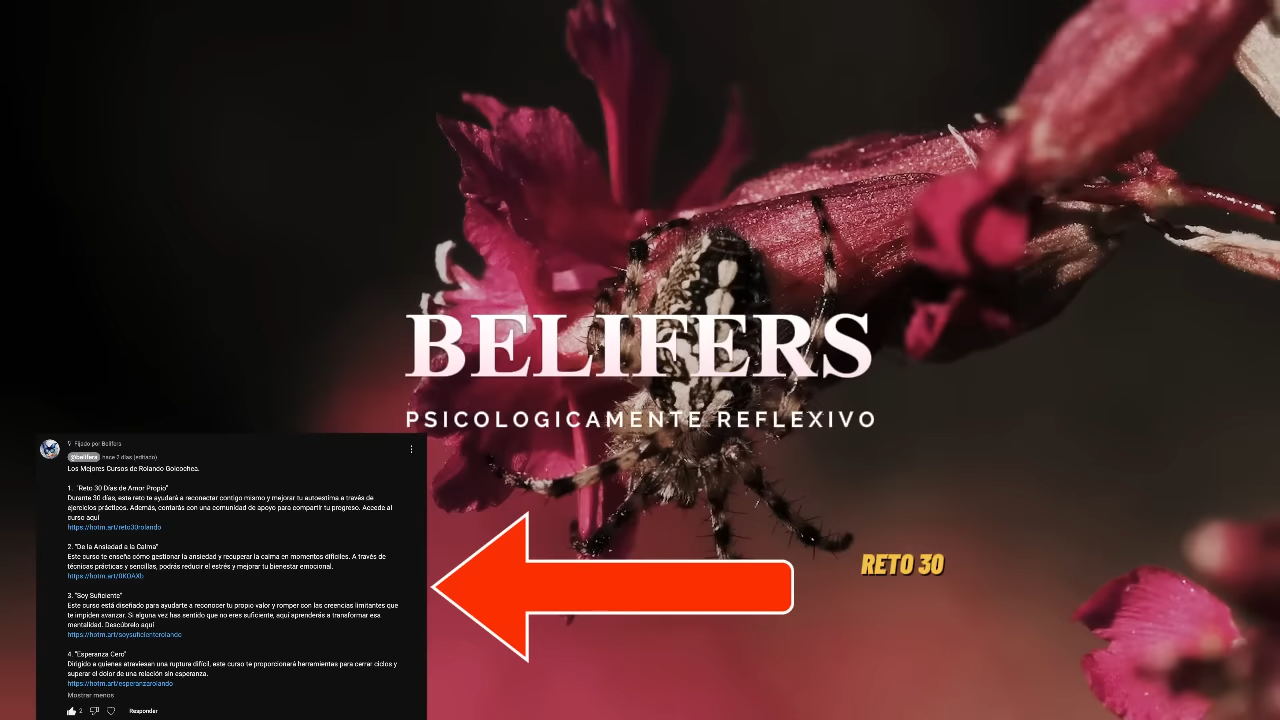 BELIFERS
PSICOLOGICAMENTE REFLEXIVO
Fijado por Belifers
@belifers hace 2 días (editado)
Los Mejores Cursos de Rolando Goicochea.
1. "Reto 30 Días de Amor Propio"
Durante 30 días, este reto te ayudará a reconectar contigo mismo y mejorar tu autoestima a través de
ejercicios prácticos. Además, contarás con una comunidad de apoyo para compartir tu progreso. Accede al
curso aquí
https://hotm.art/reto30rolando
2. "De la Ansiedad a la Calma"
Este curso te enseña cómo gestionar la ansiedad y recuperar la calma en momentos difíciles. A través de
técnicas prácticas y sencillas, podrás reducir el estrés y mejorar tu bienestar emocional.
https://hotm.art/0KOAXb
3. "Soy Suficiente"
Este curso está diseñado para ayudarte a reconocer tu propio valor y romper con las creencias limitantes que
te impiden avanzar. Si alguna vez has sentido que no eres suficiente, aquí aprenderás a transformar esa
mentalidad. Descúbrelo aquí
https://hotm.art/soysuficienterolando
4. "Esperanza Cero"
Dirigido a quienes atraviesan una ruptura difícil, este curso te proporcionará herramientas para cerrar ciclos y
superar el dolor de una relación sin esperanza.
https://hotm.art/esperanzarolando
Mostrar menos
2 Responder
RETO 30